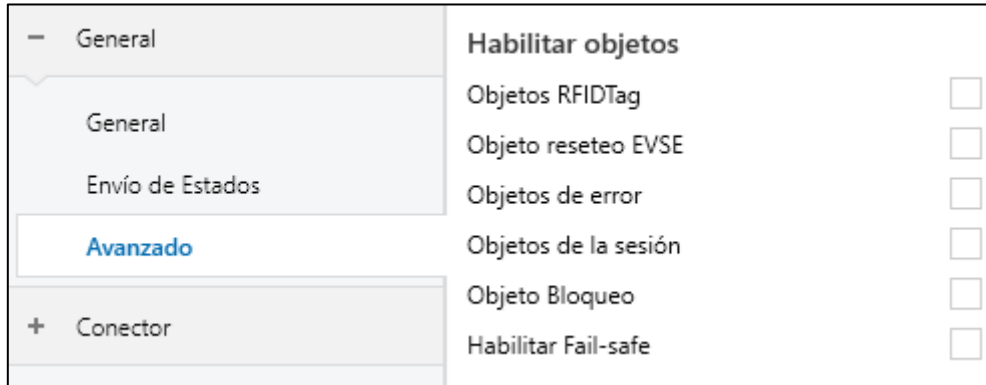 General
General
Envío de Estados
Avanzado
Conector
Habilitar objetos
Objetos RFIDTag
Objeto reseteo EVSE
Objetos de error
Objetos de la sesión
Objeto Bloqueo
Habilitar Fail-safe